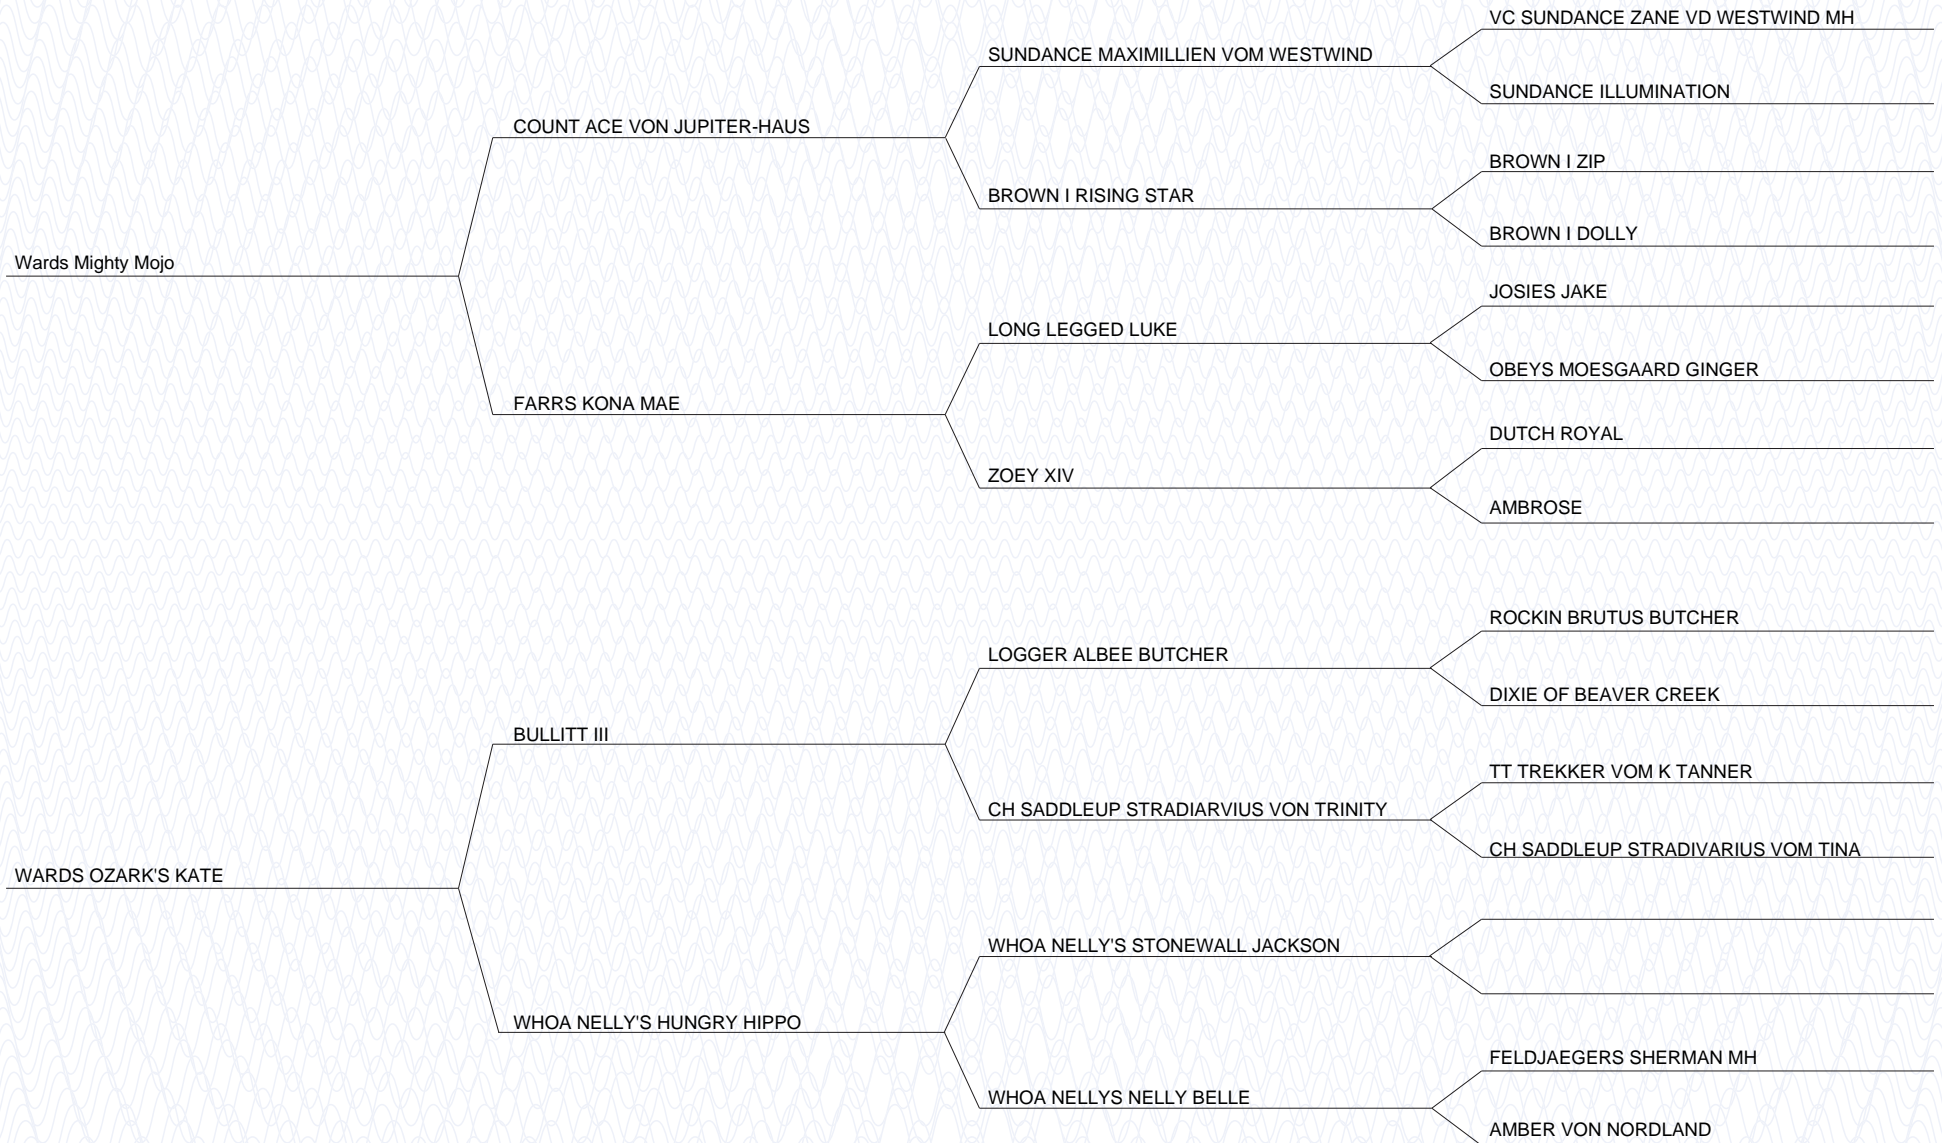 VC SUNDANCE ZANE VD WESTWIND MH
SUNDANCE MAXIMILLIEN VOM WESTWIND
SUNDANCE ILLUMINATION
COUNT ACE VON JUPITER-HAUS
BROWN I ZIP
BROWN I RISING STAR
BROWN I DOLLY
Wards Mighty Mojo
JOSIES JAKE
LONG LEGGED LUKE
OBEYS MOESGAARD GINGER
FARRS KONA MAE
DUTCH ROYAL
ZOEY XIV
AMBROSE
ROCKIN BRUTUS BUTCHER
LOGGER ALBEE BUTCHER
DIXIE OF BEAVER CREEK
BULLITT III
TT TREKKER VOM K TANNER
CH SADDLEUP STRADIARVIUS VON TRINITY
CH SADDLEUP STRADIVARIUS VOM TINA
WARDS OZARK'S KATE
WHOA NELLY'S STONEWALL JACKSON
WHOA NELLY'S HUNGRY HIPPO
FELDJAEGERS SHERMAN MH
WHOA NELLYS NELLY BELLE
AMBER VON NORDLAND